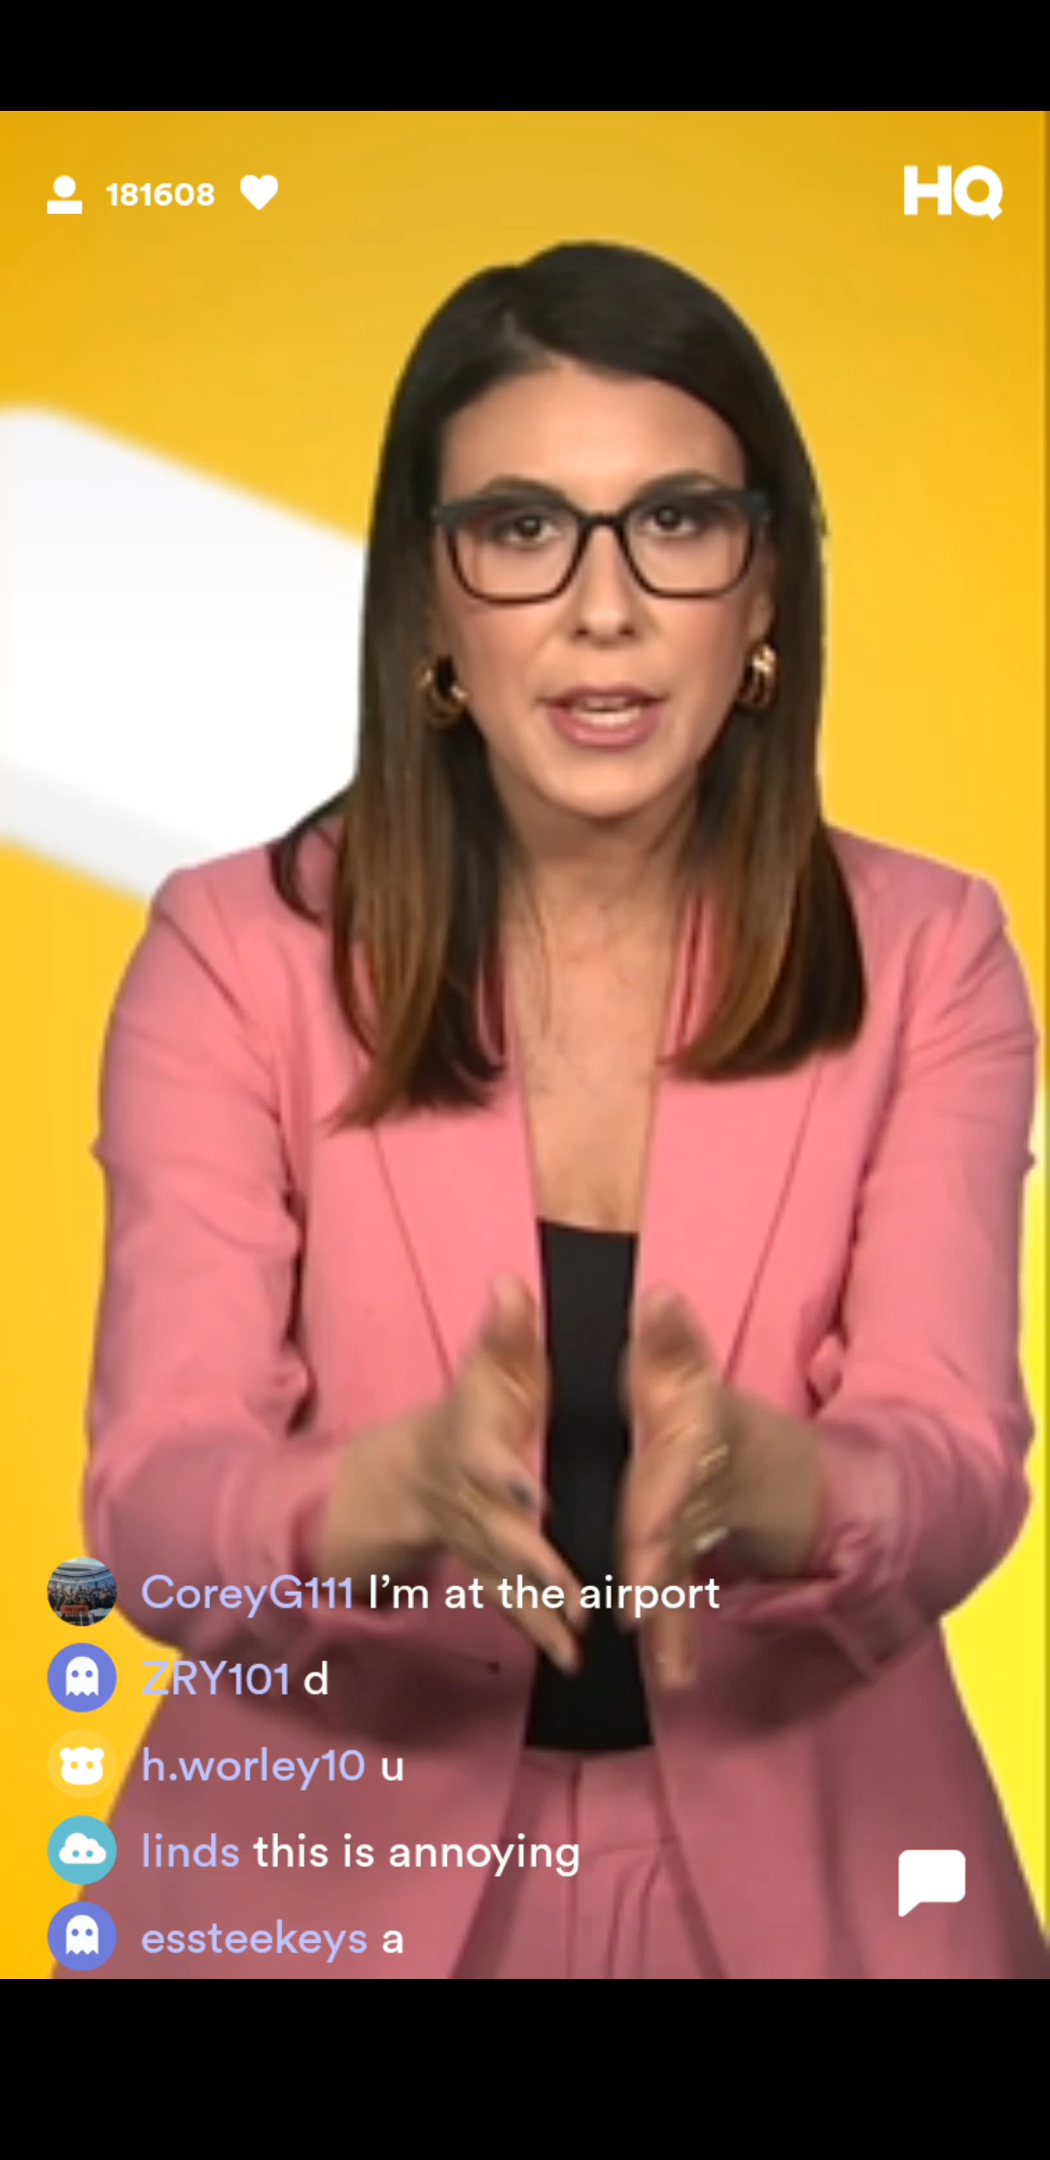 181608
HQ
CoreyG111 I’m at the airport
ZRY101 d
h.worley10 u
linds this is annoying
essteekeys a